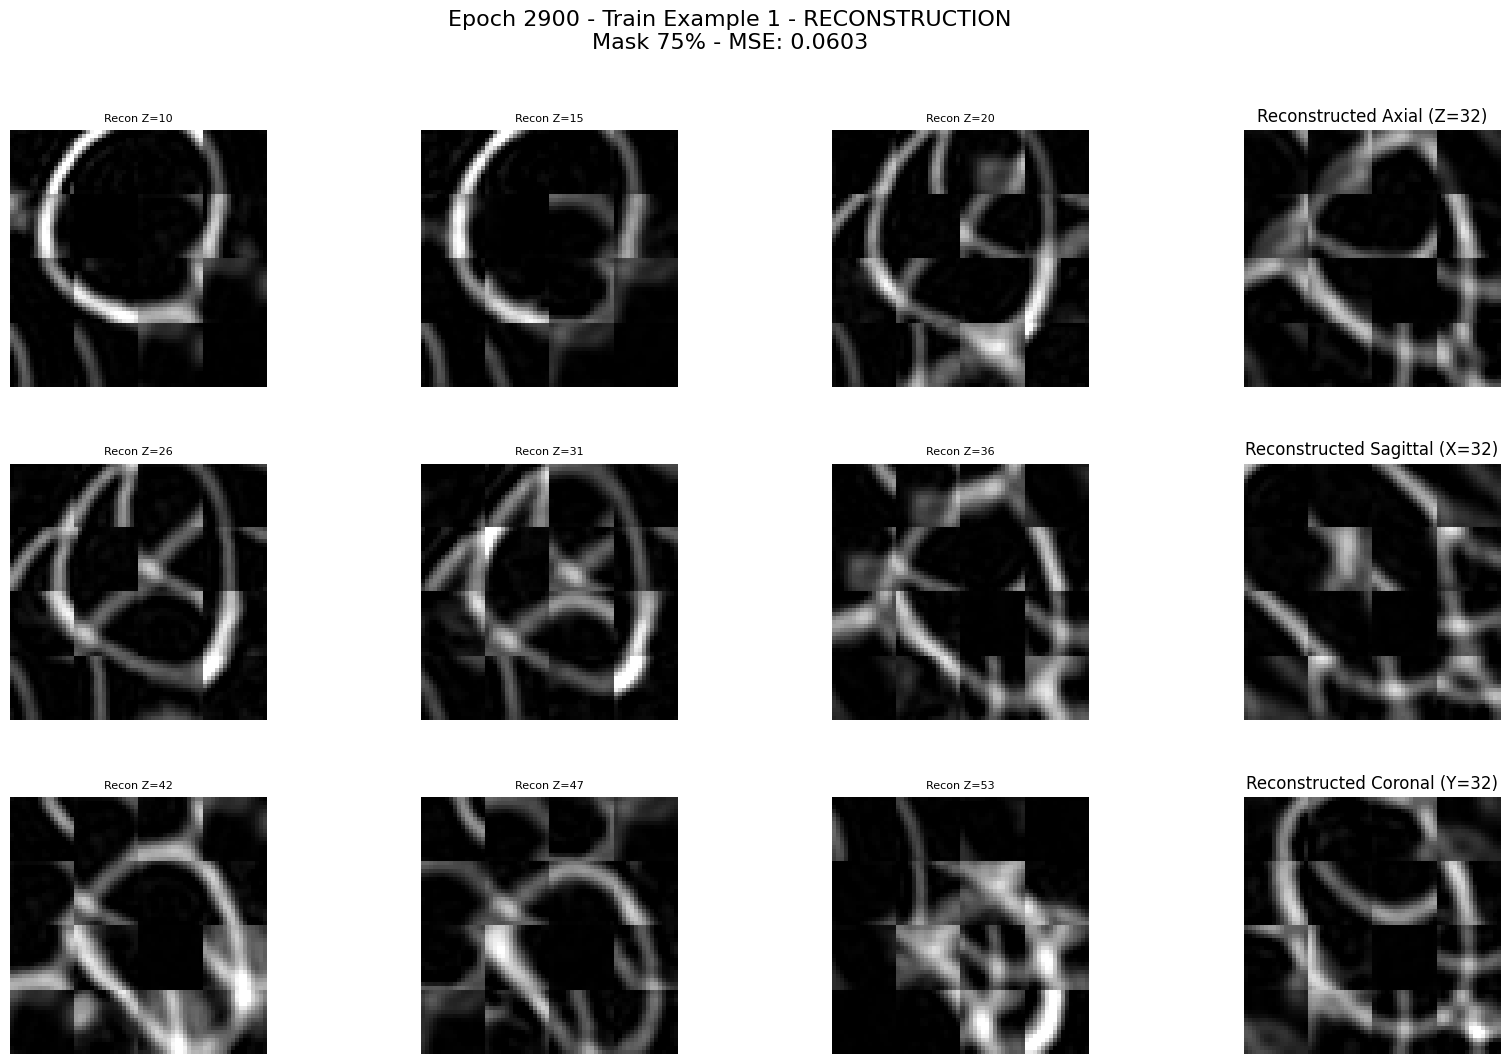 Epoch 2900 - Train Example 1 - RECONSTRUCTION
Mask 75% - MSE: 0.0603
Recon Z=10
Recon Z=15
Recon Z=20
Reconstructed Axial (Z=32)
Recon Z=26
Recon Z=31
Recon Z=36
Reconstructed Sagittal (X=32)
Recon Z=42
Recon Z=47
Recon Z=53
Reconstructed Coronal (Y=32)